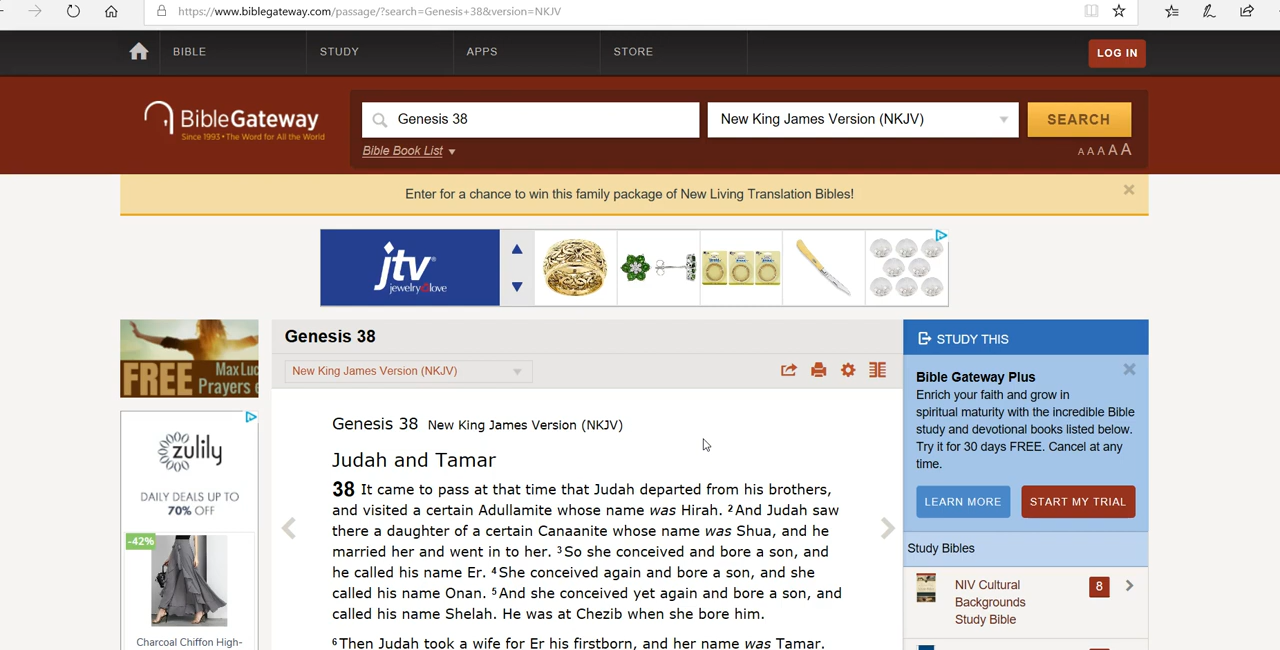 https://www.biblegateway.com/passage/?search=Genesis+38&version=NKJV
BIBLE
STUDY
APPS
STORE
LOG IN
BibleGateway
Since 1993 • The Word for All the World
Genesis 38
New King James Version (NKJV)
SEARCH
Bible Book List
A A A A A
Enter for a chance to win this family package of New Living Translation Bibles!
jtv
jewelry love
FREE
Max Luc
Prayers
zulily
DAILY DEALS UP TO
70% OFF
-42%
Charcoal Chiffon High-
Genesis 38
New King James Version (NKJV)
Genesis 38 New King James Version (NKJV)
Judah and Tamar
38 It came to pass at that time that Judah departed from his brothers,
and visited a certain Adullamite whose name was Hirah. 2 And Judah saw
there a daughter of a certain Canaanite whose name was Shua, and he
married her and went in to her. 3 So she conceived and bore a son, and
he called his name Er. 4 She conceived again and bore a son, and she
called his name Onan. 5 And she conceived yet again and bore a son, and
called his name Shelah. He was at Chezib when she bore him.
6 Then Judah took a wife for Er his firstborn, and her name was Tamar.
STUDY THIS
Bible Gateway Plus
Enrich your faith and grow in
spiritual maturity with the incredible Bible
study and devotional books listed below.
Try it for 30 days FREE. Cancel at any
time.
LEARN MORE
START MY TRIAL
Study Bibles
NIV Cultural
Backgrounds
Study Bible
8